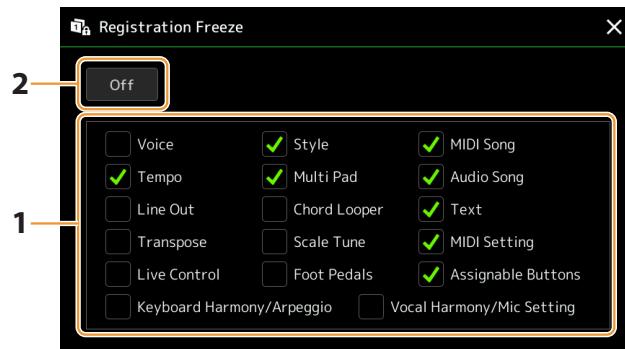 Registration Freeze
2
Off
Voice Style MIDI Song
Tempo Multi Pad Audio Song
1
Line Out Chord Looper Text
Transpose Scale Tune MIDI Setting
Live Control Foot Pedals Assignable Buttons
Keyboard Harmony/Arpeggio Vocal Harmony/Mic Setting